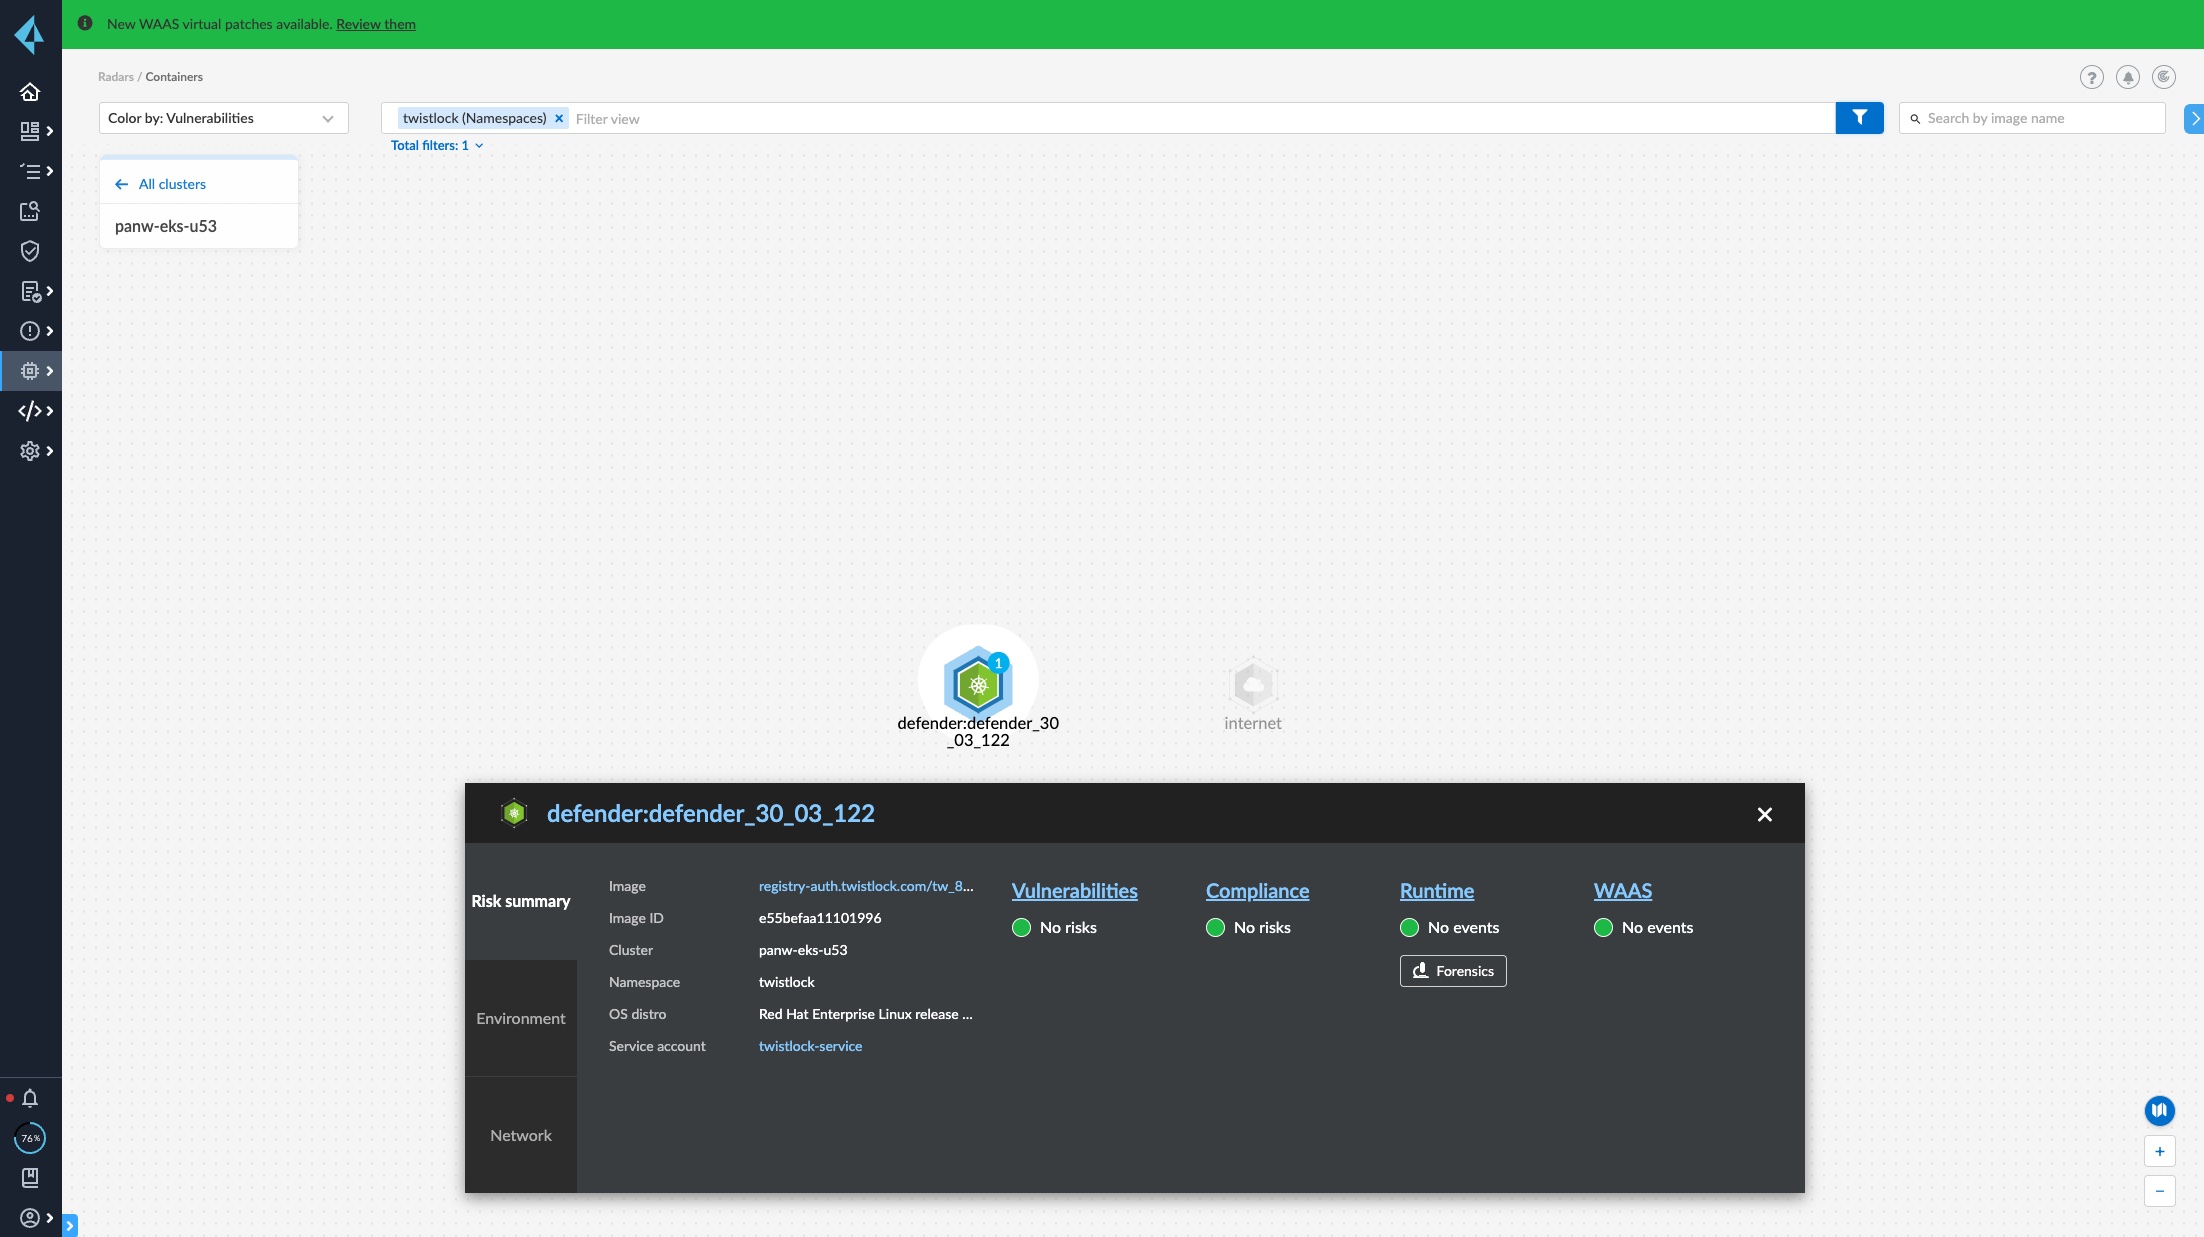 New WAAS virtual patches available. Review them
Radars / Containers
Color by: Vulnerabilities
twistlock (Namespaces) × Filter view
Search by image name
Total filters: 1
All clusters
panw-eks-u53
1
defender:defender_30
_03_122
internet
defender:defender_30_03_122
Risk summary
Environment
Network
Image registry-auth.twistlock.com/tw_8...
Image ID e55befaa11101996
Cluster panw-eks-u53
Namespace twistlock
OS distro Red Hat Enterprise Linux release ...
Service account twistlock-service
Vulnerabilities
No risks
Compliance
No risks
Runtime
No events
Forensics
WAAS
No events
76%